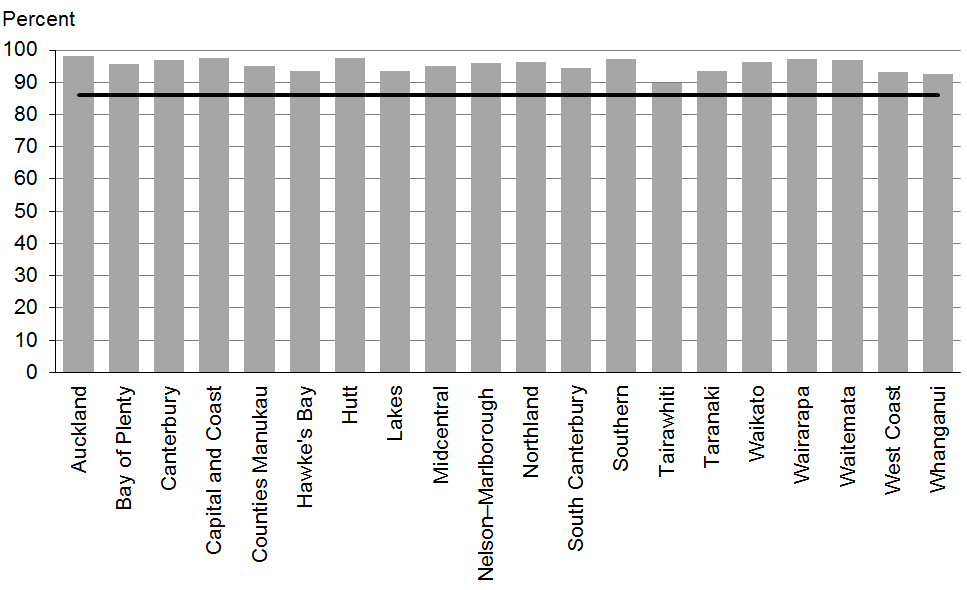 Percent
100
90
80
70
60
50
40
30
20
10
0
Auckland
Bay of Plenty
Canterbury
Capital and Coast
Counties Manukau
Hawke's Bay
Hutt
Lakes
Midcentral
Nelson–Marlborough
Northland
South Canterbury
Southern
Tairawhiti
Taranaki
Waikato
Wairarapa
Waitemata
West Coast
Whanganui